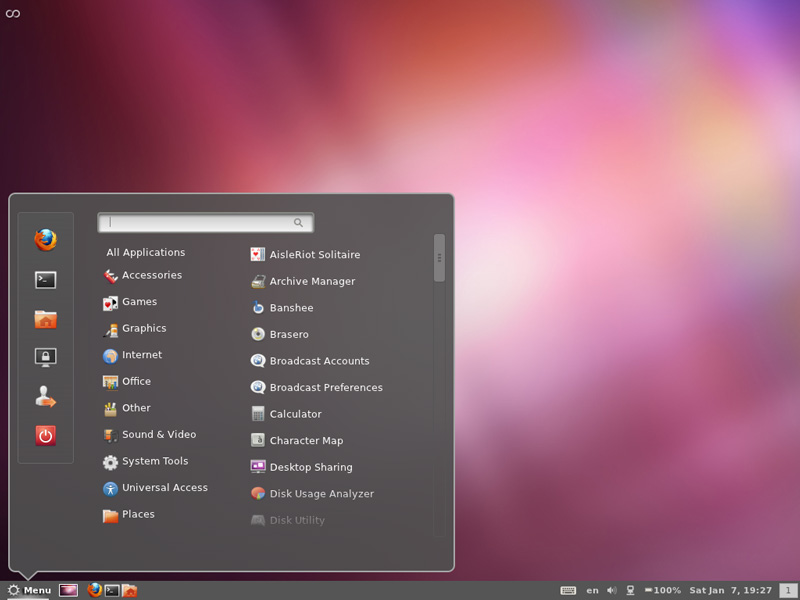 All Applications
Accessories
Games
Graphics
Internet
Office
Other
Sound & Video
System Tools
Universal Access
Places
AisleRiot Solitaire
Archive Manager
Banshee
Brasero
Broadcast Accounts
Broadcast Preferences
Calculator
Character Map
Desktop Sharing
Disk Usage Analyzer
Disk Utility
Menu
en
100%
Sat Jan 7, 19:27
1